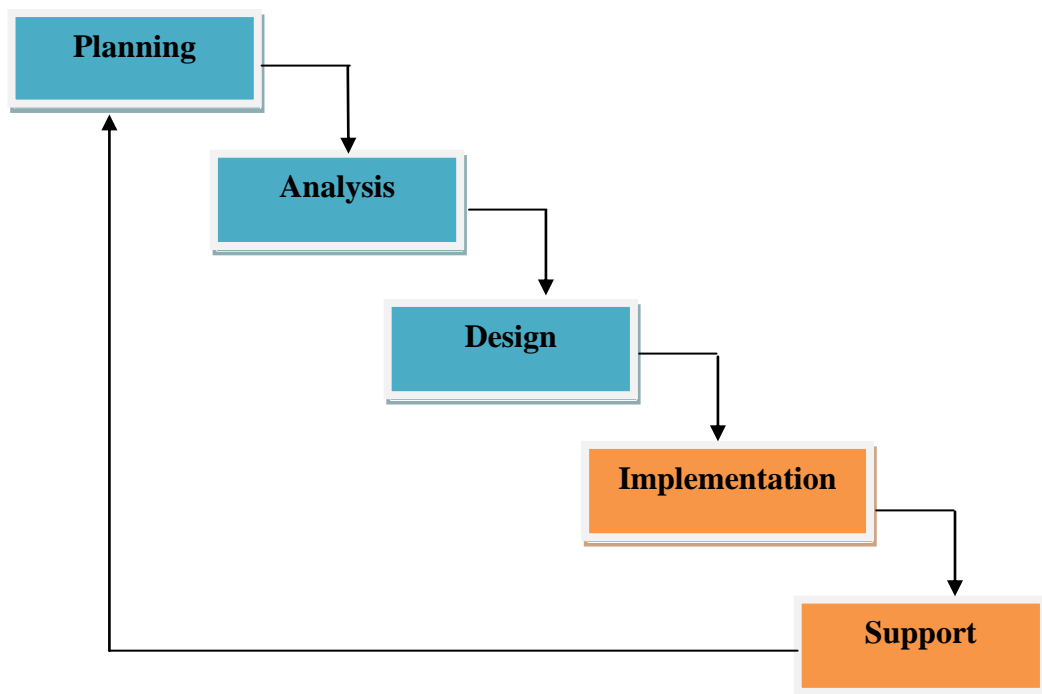 Planning
Analysis
Design
Implementation
Support